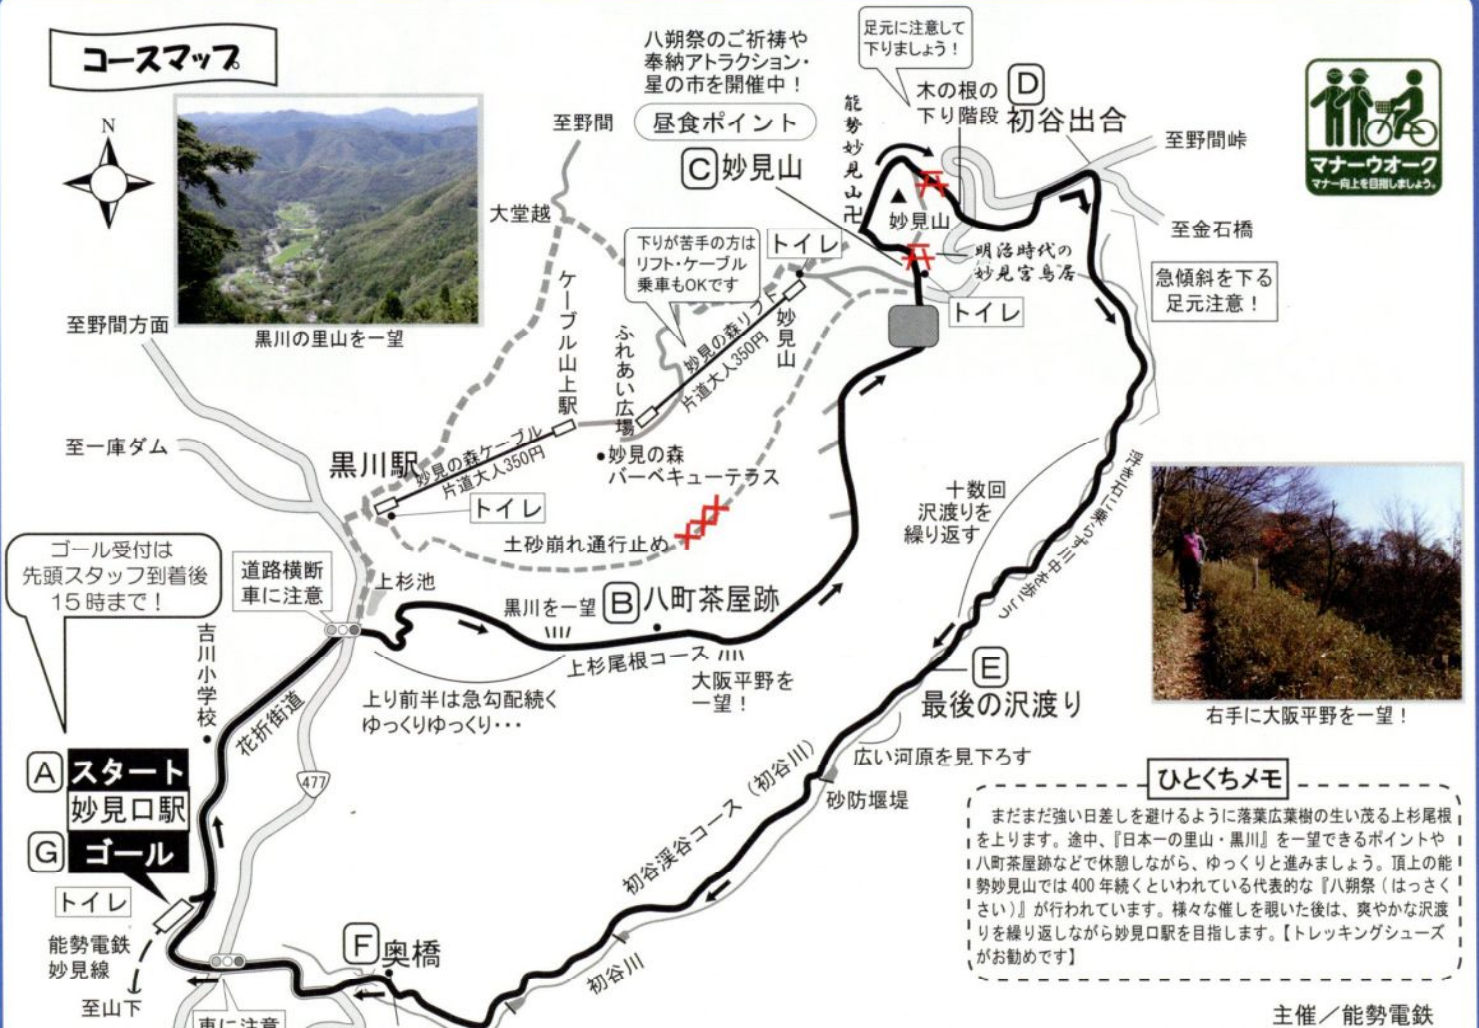 コースマップ
N
黒川の里山を一望
八朔祭のご祈祷や
奉納アトラクション・
星の市を開催中！
昼食ポイント
C 妙見山
足元に注意して
下りましょう！
木の根の
下り階段
D
初谷出合
至野間峠
至金石橋
マナーウオーク
マナー向上を目指しましょう。
至野間
大堂越
能勢妙見山卍
妙見山
明治時代の
妙見宮鳥居
トイレ
トイレ
急傾斜を下る
足元注意！
下りが苦手の方は
リフト・ケーブル
乗車もOKです
ケーブル山上駅
ふれあい広場
妙見の森リフト
片道大人350円
妙見山
至野間方面
至一庫ダム
黒川駅
妙見の森ケーブル
片道大人350円
トイレ
妙見の森
バーベキューテラス
土砂崩れ通行止め
浮き石に乗らず川中を歩こう
十数回
沢渡りを
繰り返す
右手に大阪平野を一望！
ゴール受付は
先頭スタッフ到着後
15時まで！
道路横断
車に注意
上杉池
黒川を一望
B 八町茶屋跡
上杉尾根コース
大阪平野を
一望！
上り前半は急勾配続く
ゆっくりゆっくり･･･
吉川小学校
花折街道
477
E
最後の沢渡り
広い河原を見下ろす
砂防堰堤
初谷渓谷コース（初谷川）
初谷川
A スタート
妙見口駅
G ゴール
トイレ
能勢電鉄
妙見線
至山下
F 奥橋
車に注意
ひとくちメモ
まだまだ強い日差しを避けるように落葉広葉樹の生い茂る上杉尾根
を上ります。途中、『日本一の里山・黒川』を一望できるポイントや
八町茶屋跡などで休憩しながら、ゆっくりと進みましょう。頂上の能
勢妙見山では400年続くといわれている代表的な『八朔祭（はっさく
さい）』が行われています。様々な催しを覗いた後は、爽やかな沢渡
りを繰り返しながら妙見口駅を目指します。【トレッキングシューズ
がお勧めです】
主催／能勢電鉄